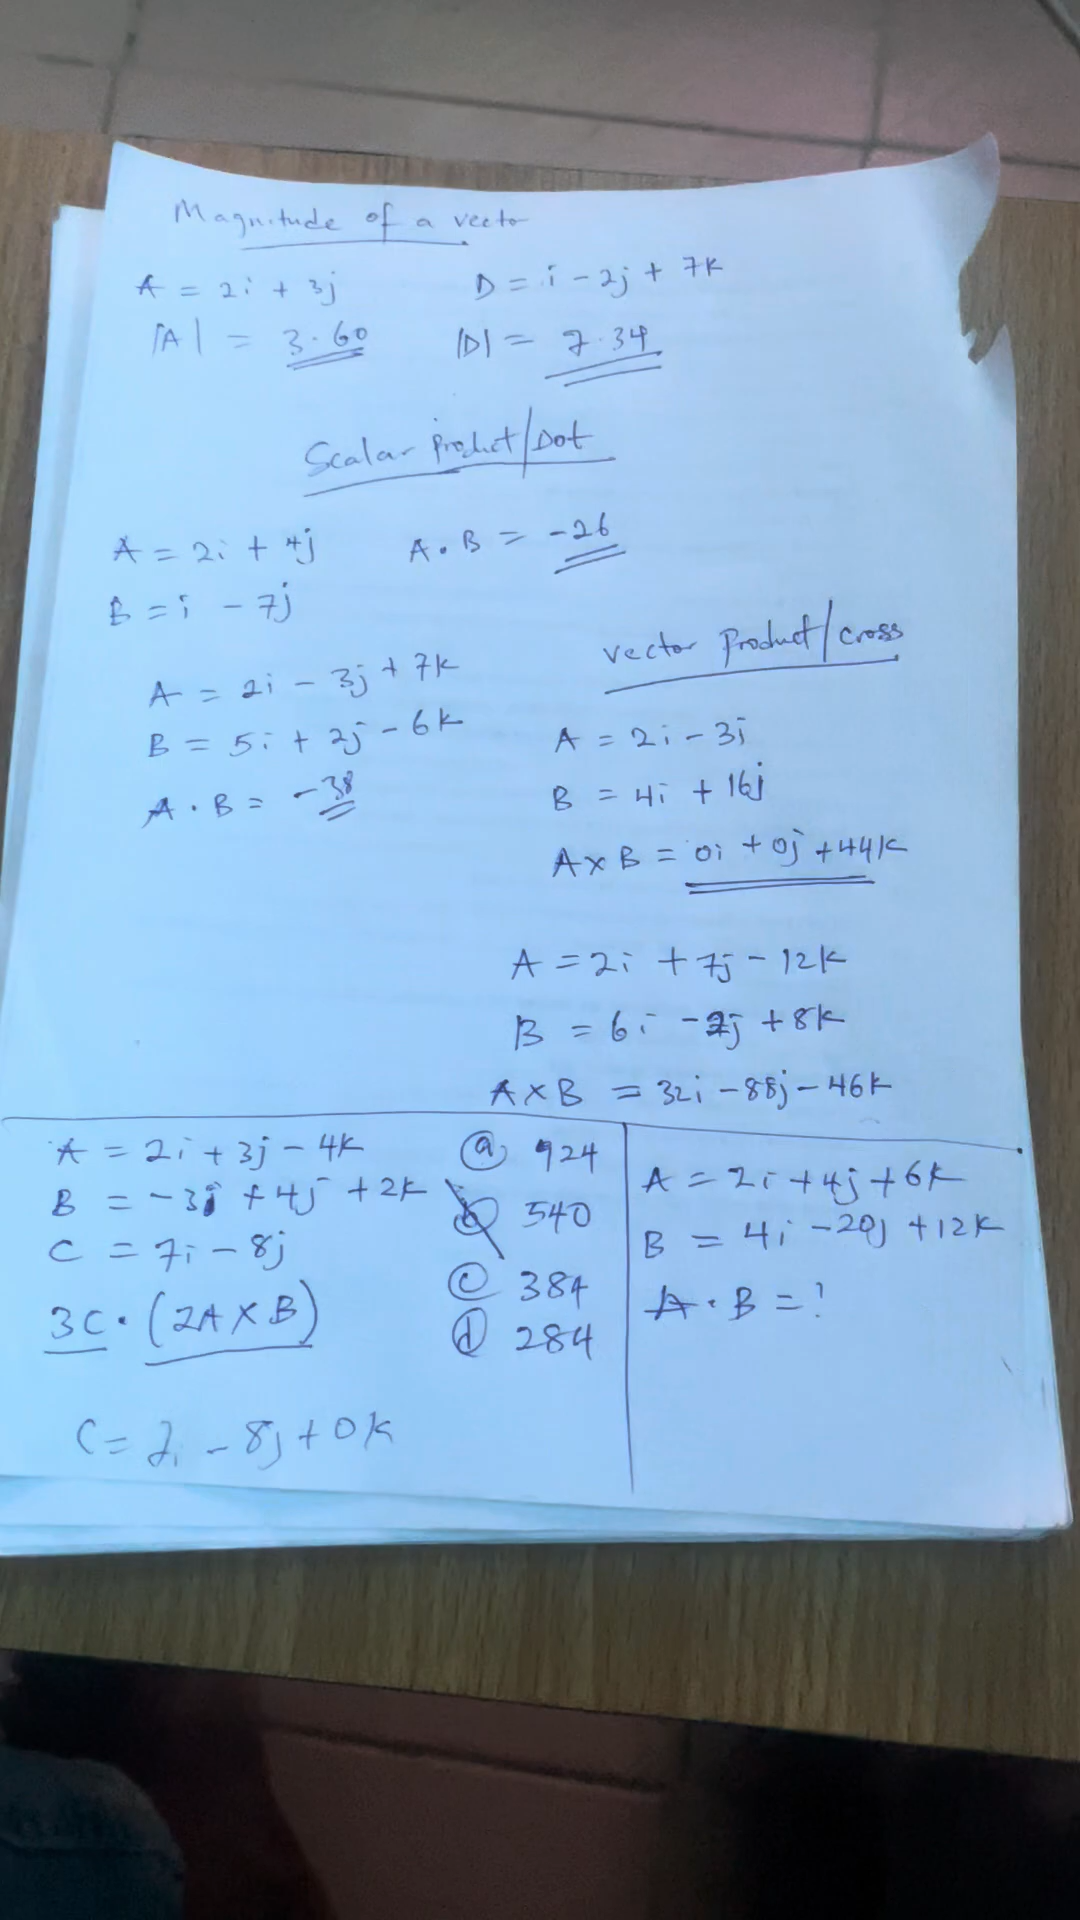 Magnitude of a vector
A = 2i + 3j
D = i - 2j + 7k
|A| = 3.60
|D| = 7.34
Scalar Product/Dot
A = 2i + 4j
A . B = -26
B = i - 7j
A = 2i - 3j + 7k
B = 5i + 2j - 6k
A . B = -38
vector Product/cross
A = 2i - 3j
B = 4i + 16j
A x B = 0i + 0j + 44k
A = 2i + 7j - 12k
B = 6i - 2j + 8k
A x B = 32i - 88j - 46k
A = 2i + 3j - 4k
B = -3i + 4j + 2k
C = 7i - 8j
3C . (2A x B)
C = 7i - 8j + 0k
(a) 924
(b) 540
(c) 384
(d) 284
A = 2i + 4j + 6k
B = 4i - 20j + 12k
A . B = ?